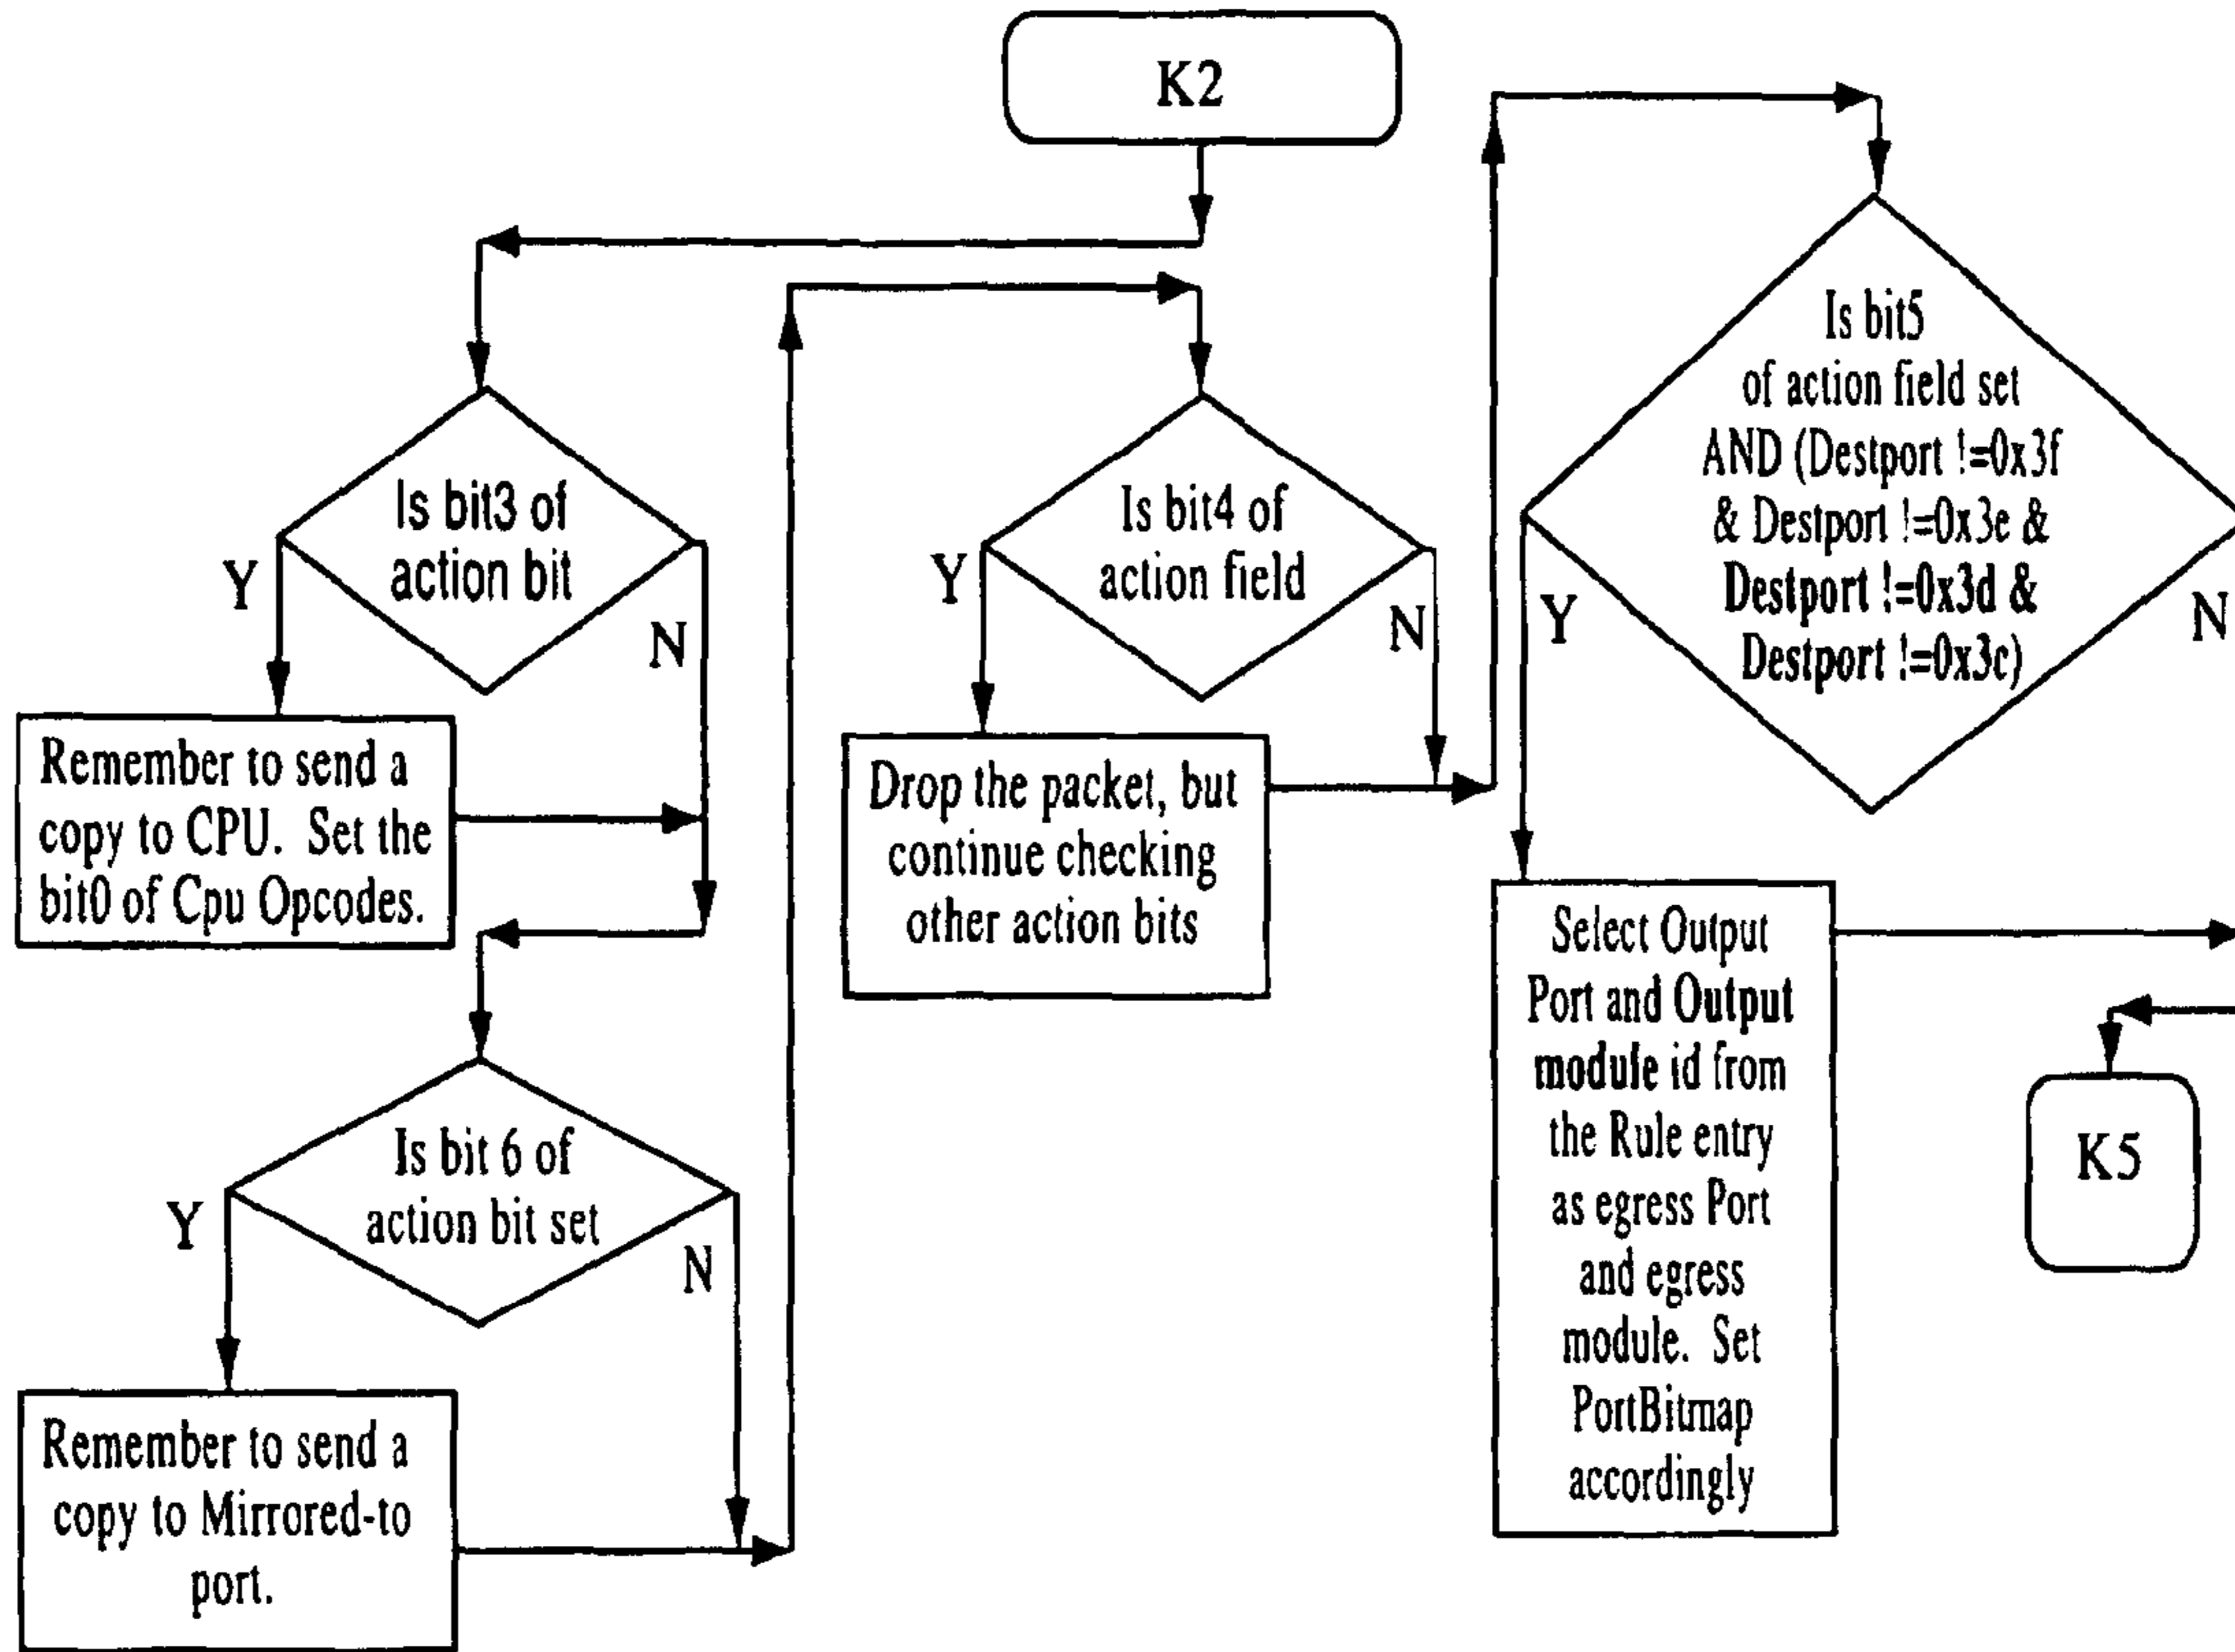 K2
Is bit3 of
action bit
Y
N
Remember to send a
copy to CPU.  Set the
bit0 of Cpu Opcodes.
Is bit 6 of
action bit set
Y
N
Remember to send a
copy to Mirrored-to
port.
Is bit4 of
action field
Y
N
Drop the packet, but
continue checking
other action bits
Is bit5
of action field set
AND (Destport !=0x3f
& Destport !=0x3e &
Destport !=0x3d &
Destport !=0x3c)
Y
N
Select Output
Port and Output
module id from
the Rule entry
as egress Port
and egress
module.  Set
PortBitmap
accordingly
K5